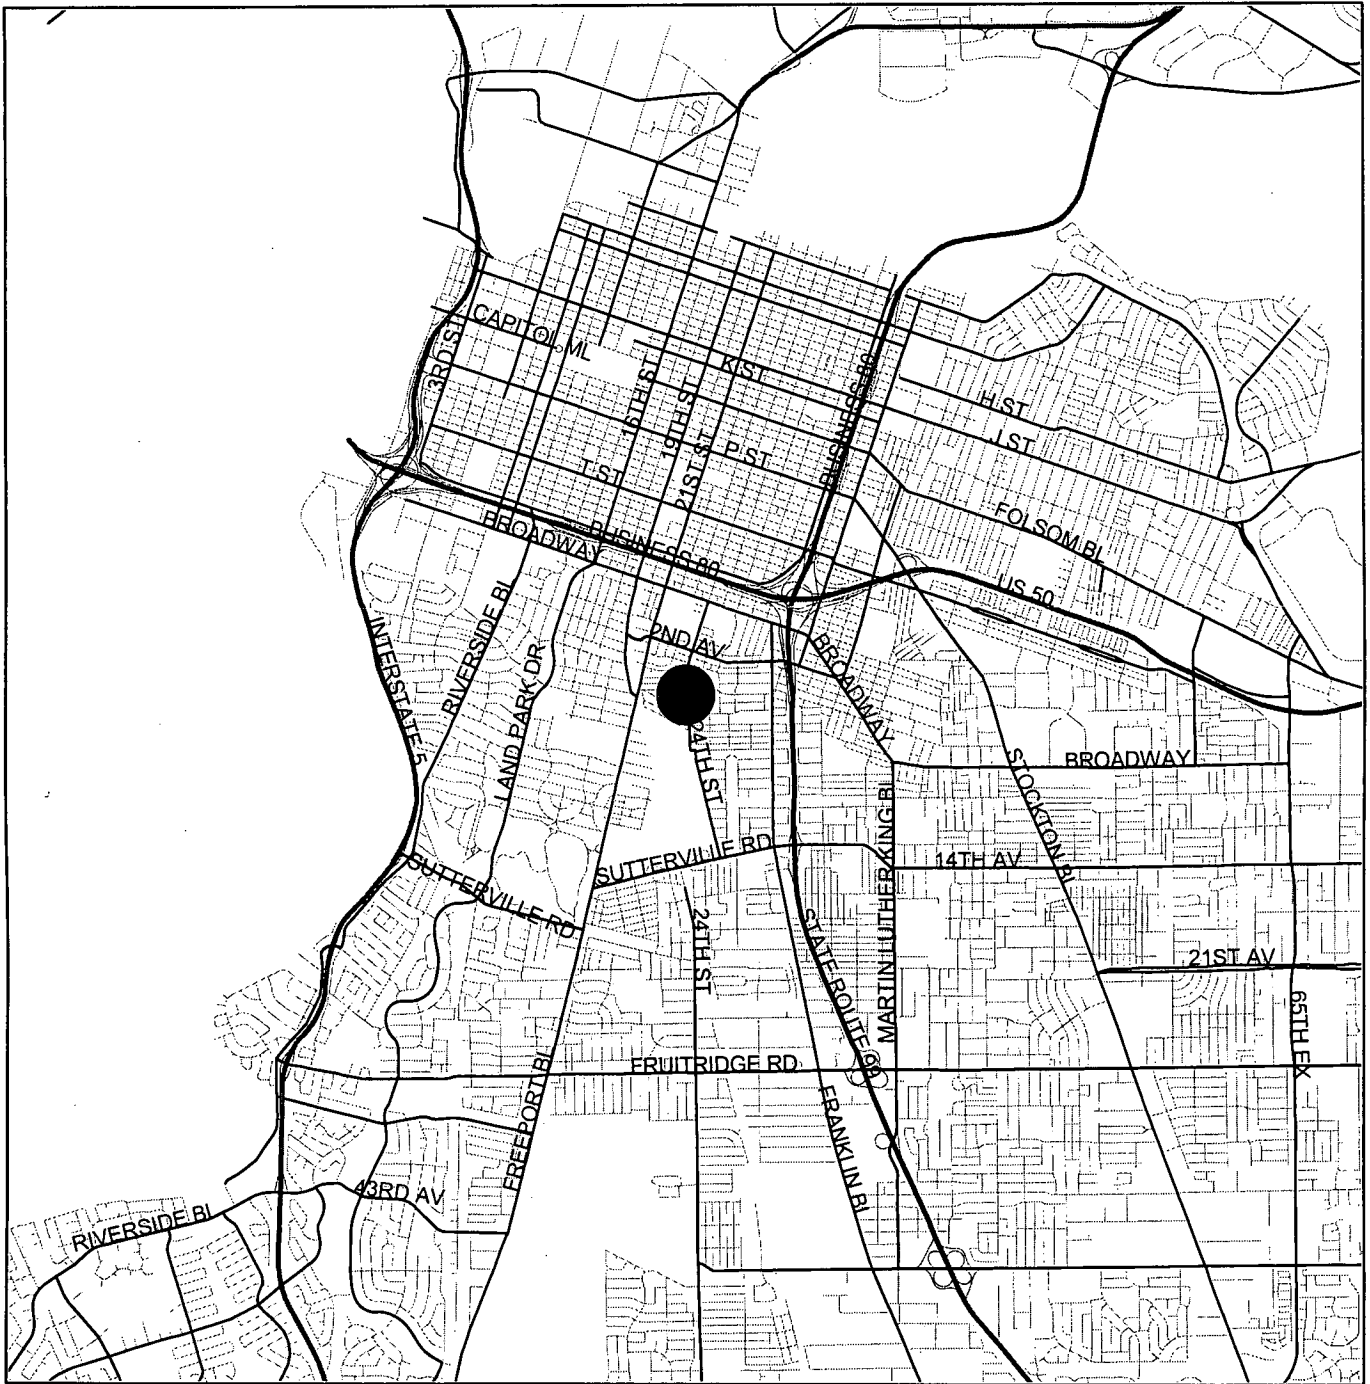 CAPITOL ML
3RD S
K ST
16TH ST
19TH ST
21ST ST
P ST
T ST
BUSINESS 80
H ST
J ST
FOLSOM BL
BROADWAY
BUSINESS 80
US 50
INTERSTATE 5
RIVERSIDE BL
LAND PARK DR
2ND AV
BROADWAY
24TH ST
STOCKTON BL
BROADWAY
SUTTERVILLE RD
SUTTERVILLE RD
MARTIN LUTHER KING BL
14TH AV
24TH ST
STATE ROUTE 99
21ST AV
65TH EX
FREEPORT BL
FRUITRIDGE RD
FRANKLIN BL
43RD AV
RIVERSIDE BL